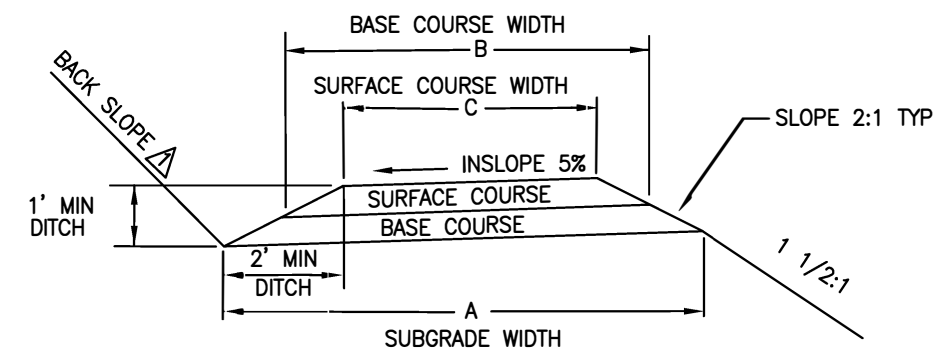 BASE COURSE WIDTH
B
SURFACE COURSE WIDTH
C
BACK SLOPE 1
SLOPE 2:1 TYP
INSLOPE 5%
1' MIN
DITCH
SURFACE COURSE
BASE COURSE
2' MIN
DITCH
1 1/2:1
A
SUBGRADE WIDTH